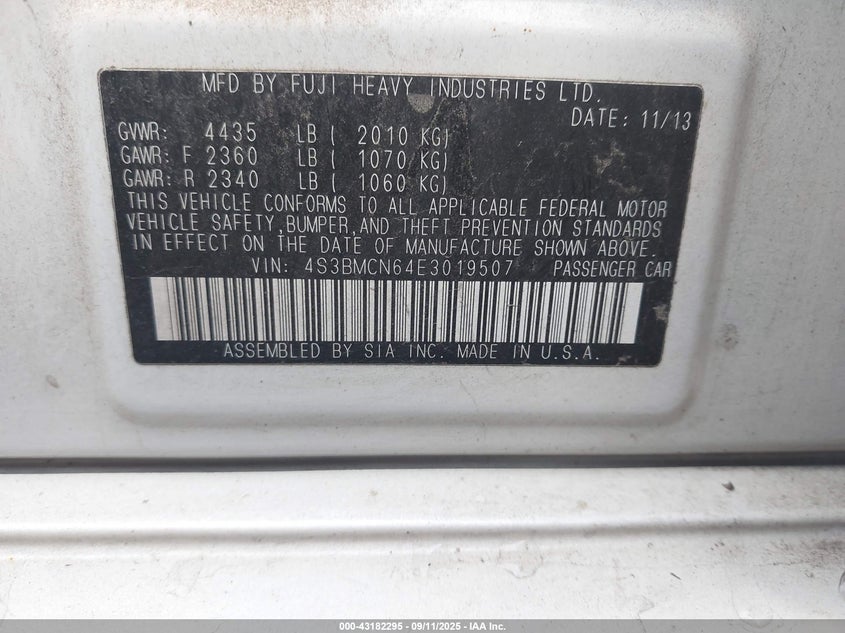 MFD BY FUJI HEAVY INDUSTRIES LTD.
DATE: 11/13
GVWR: 4435 LB ( 2010 KG)
GAWR: F 2360 LB ( 1070 KG)
GAWR: R 2340 LB ( 1060 KG)
THIS VEHICLE CONFORMS TO ALL APPLICABLE FEDERAL MOTOR
VEHICLE SAFETY,BUMPER,AND THEFT PREVENTION STANDARDS
IN EFFECT ON THE DATE OF MANUFACTURE SHOWN ABOVE.
VIN: 4S3BMCN64E3019507 PASSENGER CAR
ASSEMBLED BY SIA INC. MADE IN U.S.A.
000-43182295 - 09/11/2025 - IAA Inc.